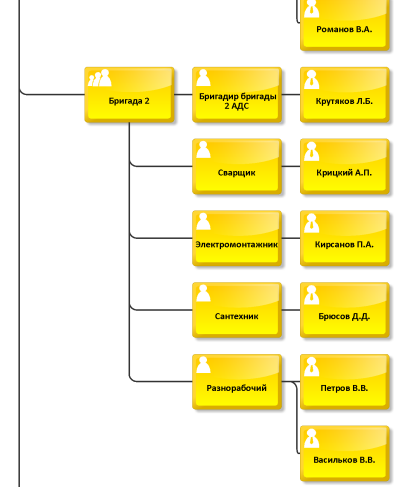 Романов В.А.
Бригада 2
Бригадир бригады
2 АДС
Крутяков Л.Б.
Сварщик
Крицкий А.П.
Электромонтажник
Кирсанов П.А.
Сантехник
Брюсов Д.Д.
Разнорабочий
Петров В.В.
Васильков В.В.